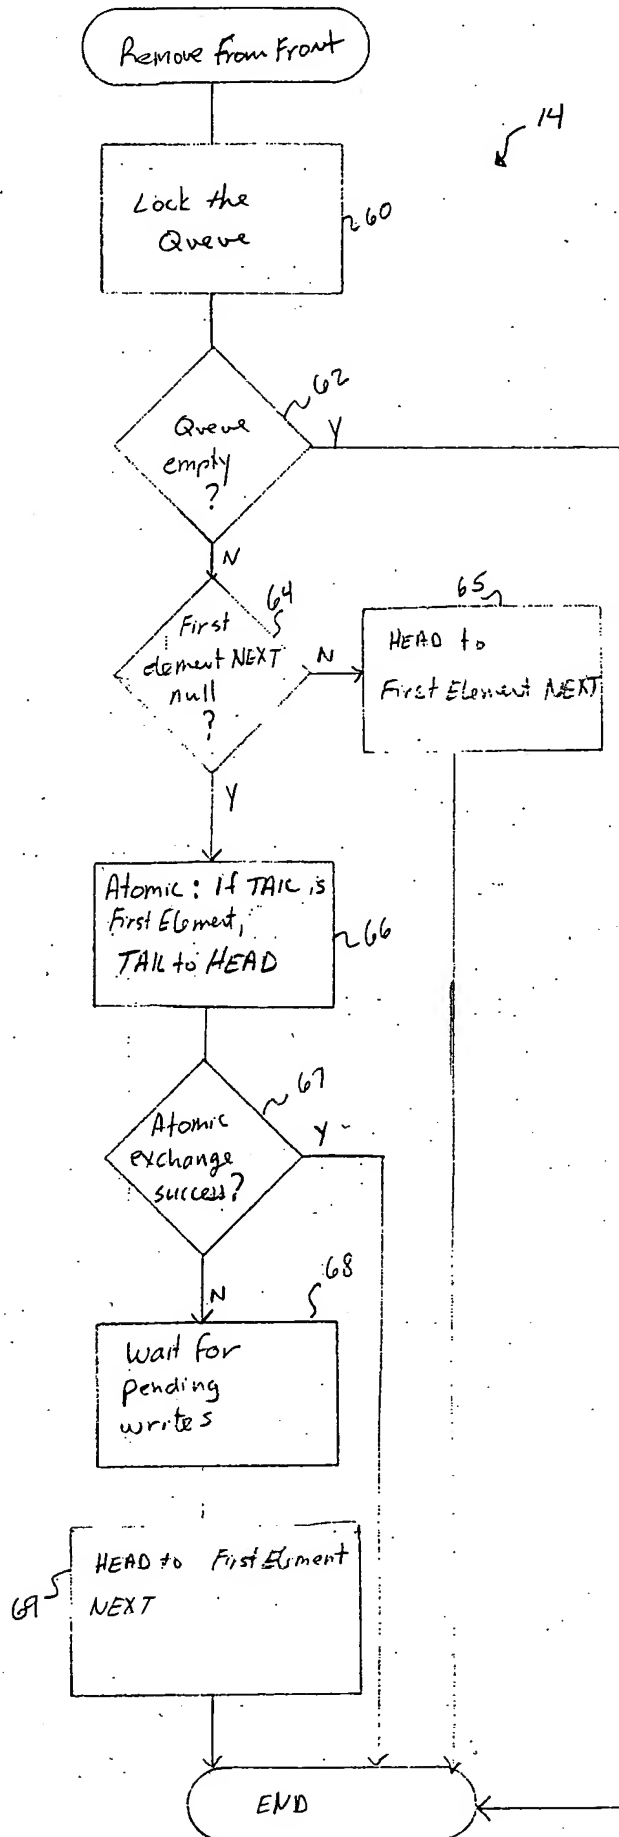 Remove From Front
14
Lock the
Queue
60
62
Queue
empty
?
Y
N
64
First
element NEXT
null
?
N
65
HEAD to
First Element NEXT
Y
Atomic: If TAIL is
First Element,
TAIL to HEAD
66
67
Atomic
exchange
success?
Y
N
68
Wait for
pending
writes
HEAD to First Element
NEXT
69
END